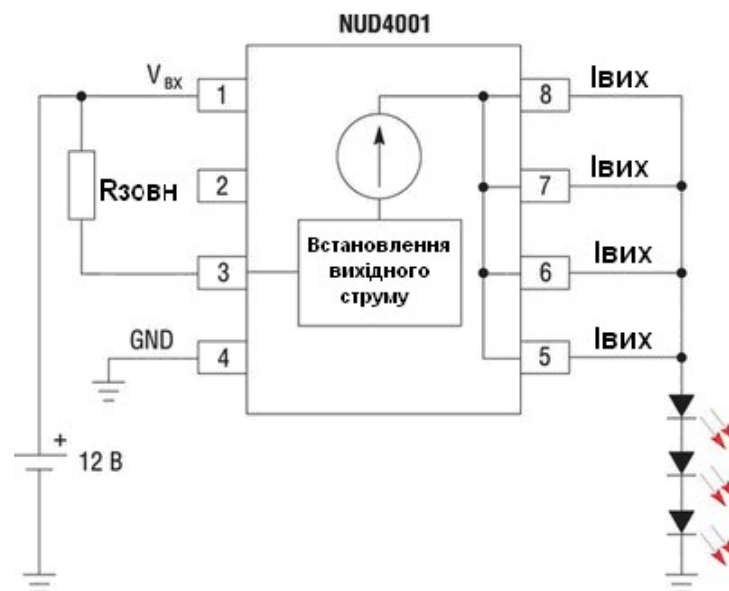 NUD4001
Vвх
1
8
Iвих
Rзовн
2
7
Iвих
Встановлення
вихідного
струму
3
6
Iвих
GND
4
5
Iвих
+
12 В